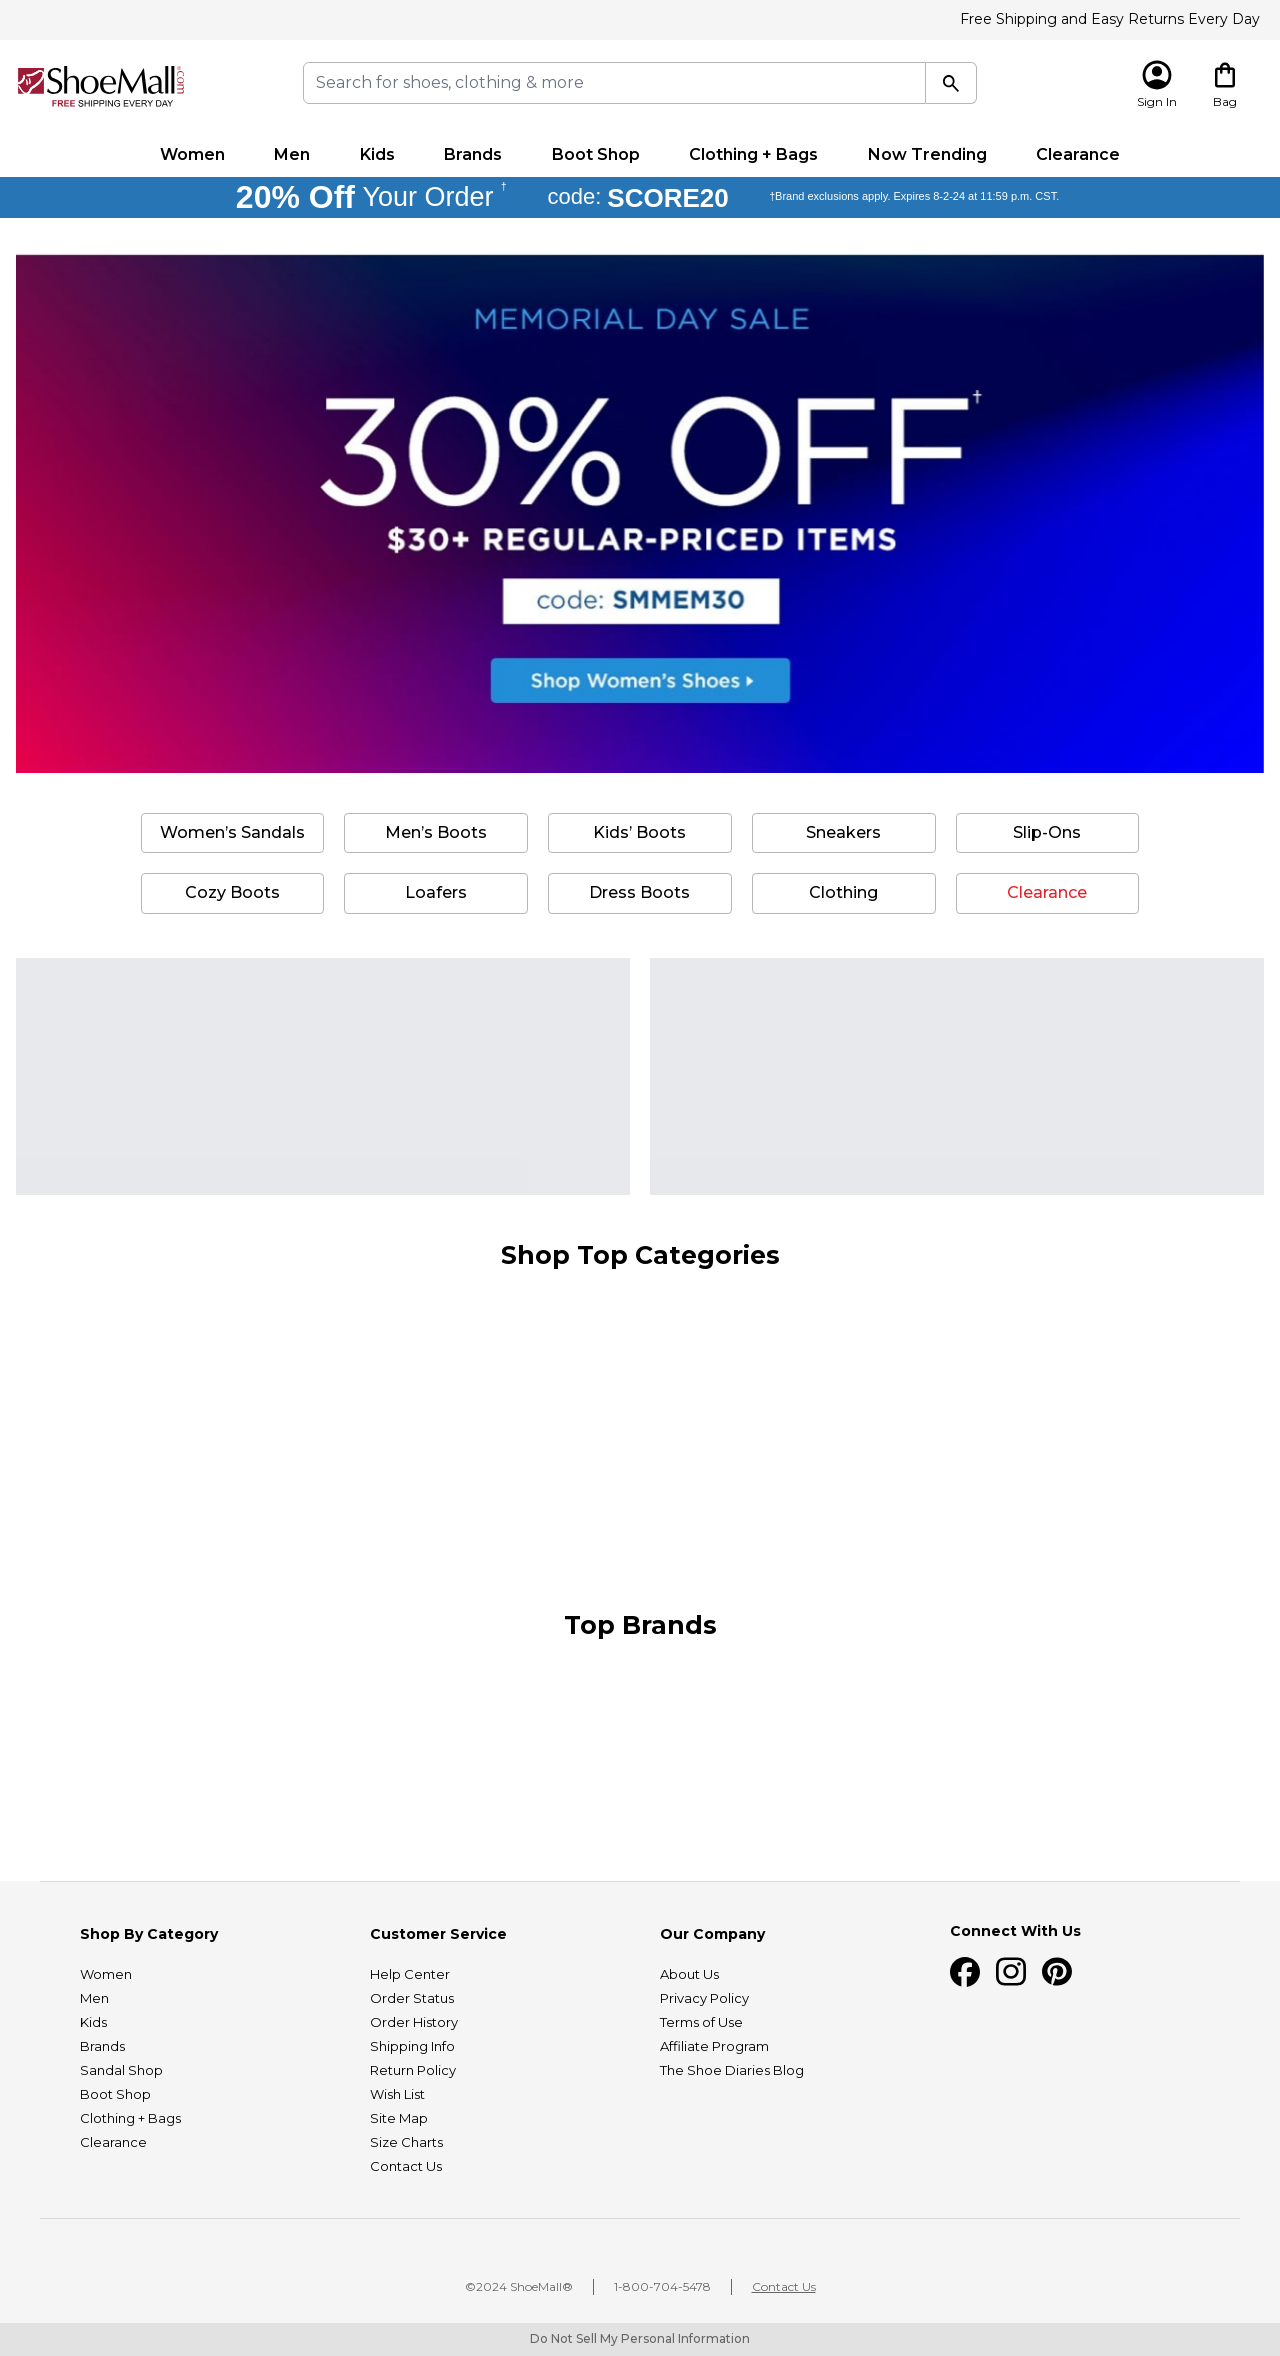 Free Shipping and Easy Returns Every Day
ShoeMall®.com
FREE SHIPPING EVERY DAY
Search for shoes, clothing & more
Sign In
Bag
Women Men Kids Brands Boot Shop Clothing + Bags Now Trending Clearance
20% Off Your Order † code: SCORE20 †Brand exclusions apply. Expires 8-2-24 at 11:59 p.m. CST.
MEMORIAL DAY SALE
30% OFF†
$30+ REGULAR-PRICED ITEMS
code: SMMEM30
Shop Women's Shoes
Women’s Sandals Men’s Boots Kids’ Boots Sneakers Slip-Ons
Cozy Boots Loafers Dress Boots Clothing Clearance
Shop Top Categories
Top Brands
Shop By Category
Women
Men
Kids
Brands
Sandal Shop
Boot Shop
Clothing + Bags
Clearance
Customer Service
Help Center
Order Status
Order History
Shipping Info
Return Policy
Wish List
Site Map
Size Charts
Contact Us
Our Company
About Us
Privacy Policy
Terms of Use
Affiliate Program
The Shoe Diaries Blog
Connect With Us
©2024 ShoeMall® 1-800-704-5478 Contact Us
Do Not Sell My Personal Information